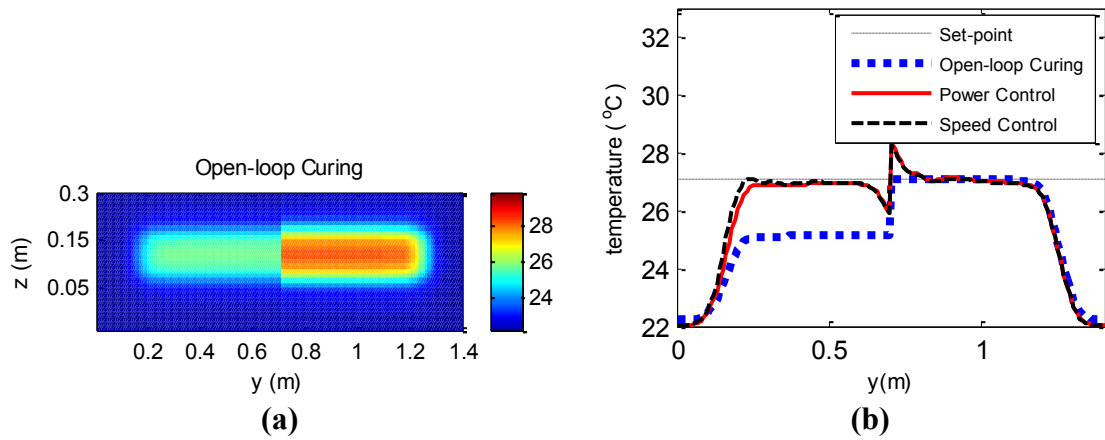 Open-loop Curing
0.3
0.15
0.05
z (m)
0.2 0.4 0.6 0.8 1 1.2 1.4
y (m)
28
26
24
(a)
32
30
28
26
24
22
temperature ( °C)
Set-point
Open-loop Curing
Power Control
Speed Control
0 0.5 1
y(m)
(b)